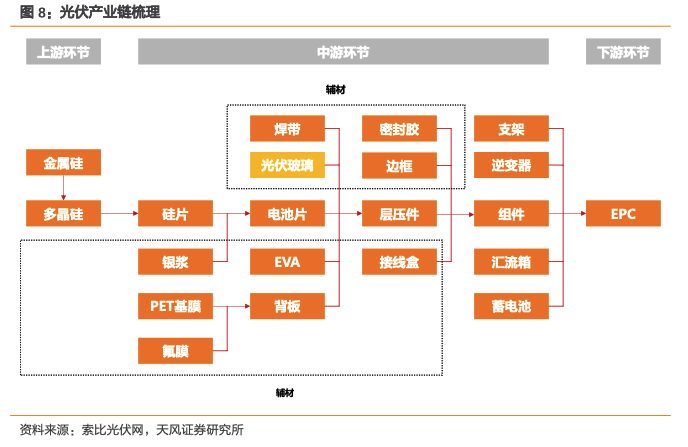 图 8：光伏产业链梳理
上游环节
中游环节
下游环节
辅材
焊带
密封胶
支架
金属硅
光伏玻璃
边框
逆变器
多晶硅
硅片
电池片
层压件
组件
EPC
银浆
EVA
接线盒
汇流箱
PET基膜
背板
蓄电池
氟膜
辅材
资料来源：索比光伏网，天风证券研究所